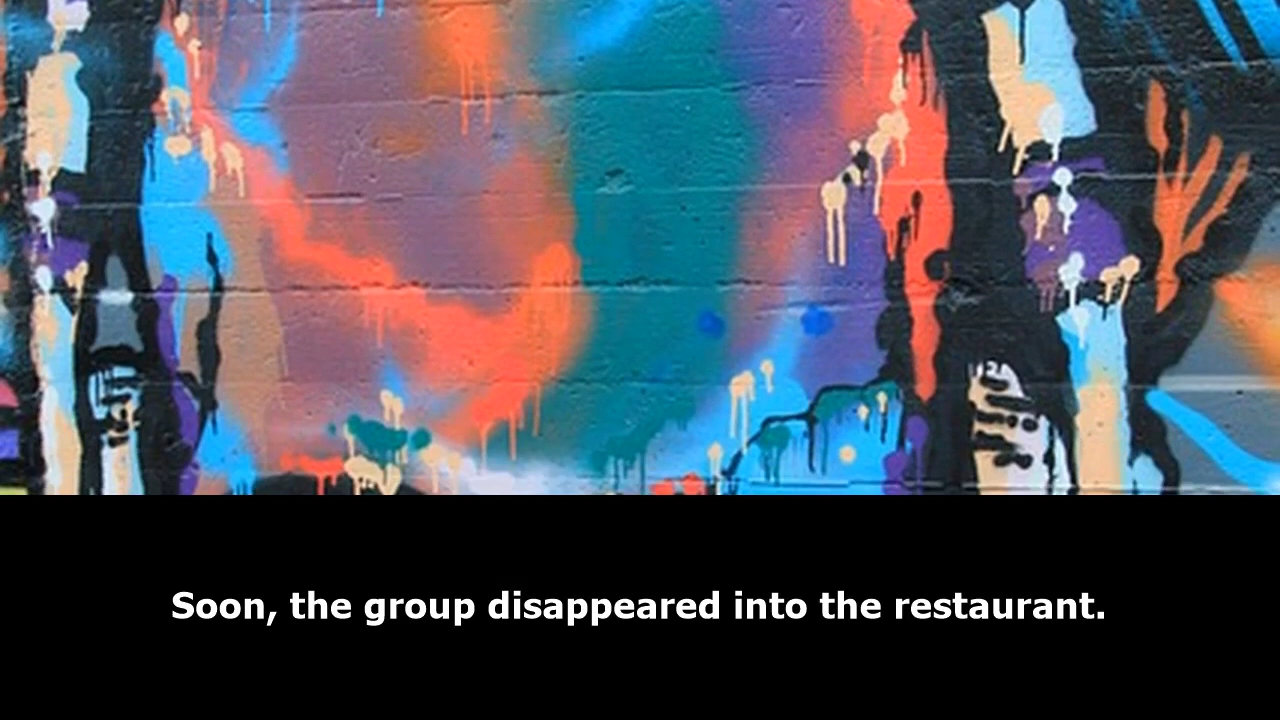 Soon, the group disappeared into the restaurant.